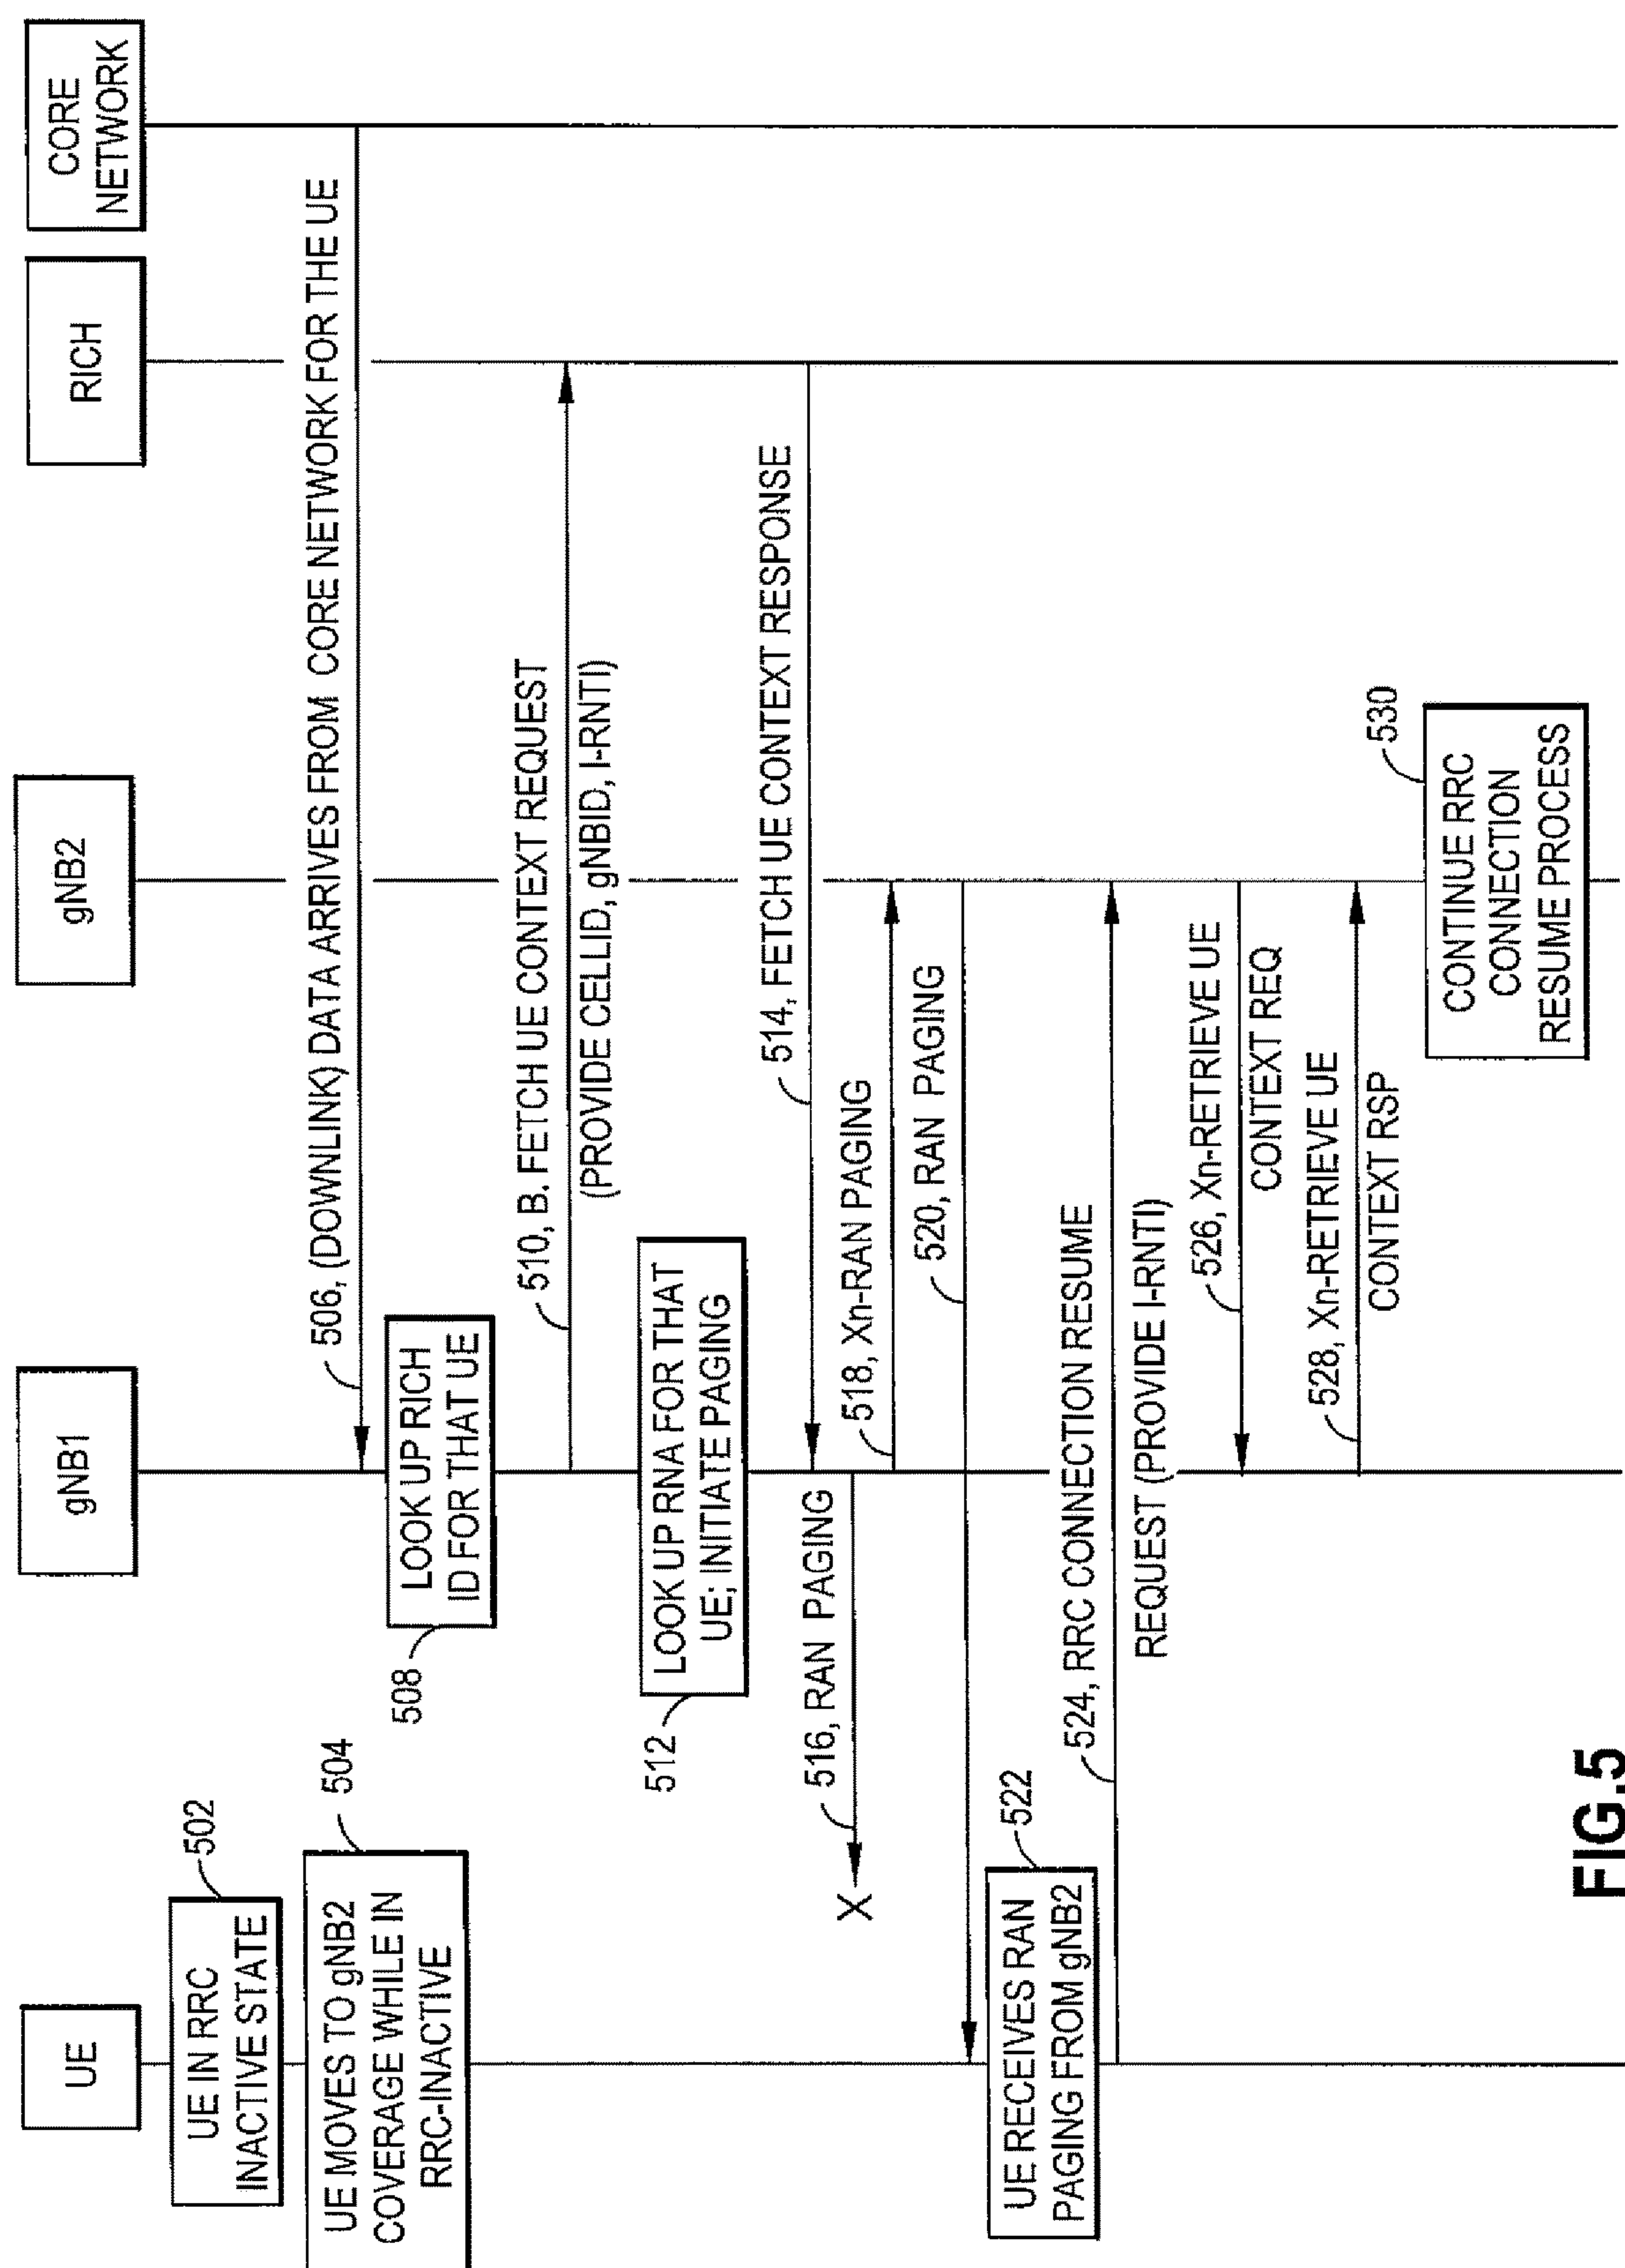 UE
gNB1
gNB2
RICH
CORE
NETWORK
UE IN RRC
INACTIVE STATE
502
UE MOVES TO gNB2
COVERAGE WHILE IN
RRC-INACTIVE
504
506, (DOWNLINK) DATA ARRIVES FROM CORE NETWORK FOR THE UE
LOOK UP RICH
ID FOR THAT UE
508
510, B. FETCH UE CONTEXT REQUEST
(PROVIDE CELLID, gNBID, I-RNTI)
LOOK UP RNA FOR THAT
UE; INITIATE PAGING
512
514, FETCH UE CONTEXT RESPONSE
516, RAN PAGING
X
518, Xn-RAN PAGING
520, RAN PAGING
UE RECEIVES RAN
PAGING FROM gNB2
522
524, RRC CONNECTION RESUME
REQUEST (PROVIDE I-RNTI)
526, Xn-RETRIEVE UE
CONTEXT REQ
528, Xn-RETRIEVE UE
CONTEXT RSP
530
CONTINUE RRC
CONNECTION
RESUME PROCESS
FIG.5